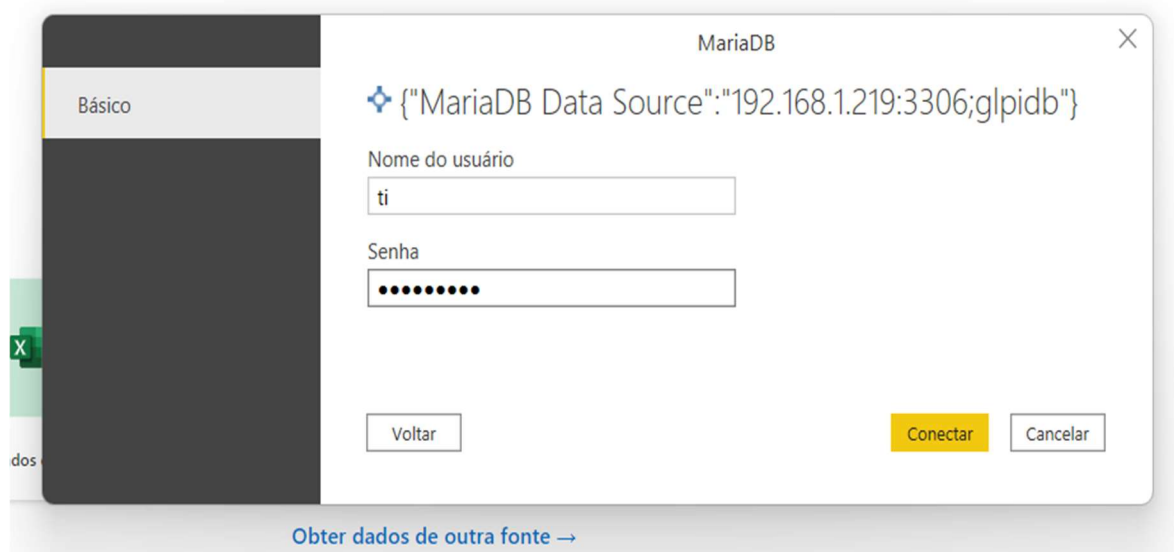 MariaDB
Básico
{"MariaDB Data Source":"192.168.1.219:3306;glpidb"}
Nome do usuário
ti
Senha
•••••••••
Voltar
Conectar
Cancelar
X
dos
Obter dados de outra fonte →